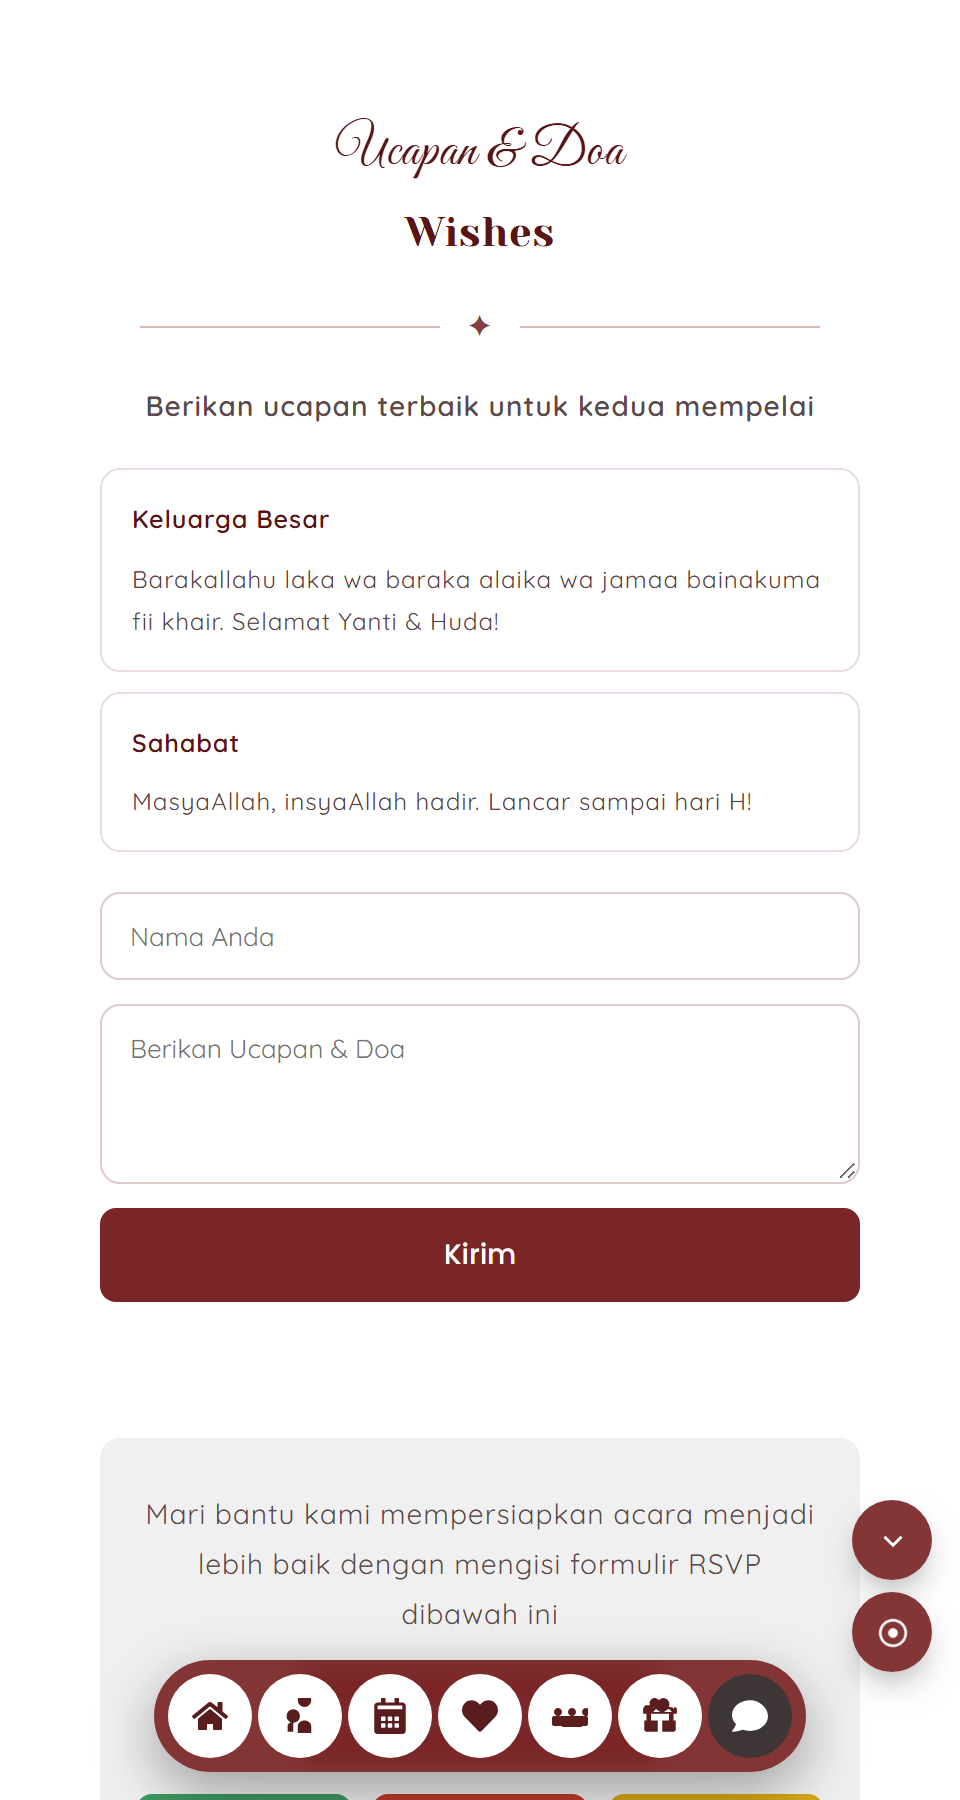 Ucapan & Doa
Wishes
Berikan ucapan terbaik untuk kedua mempelai
Keluarga Besar
Barakallahu laka wa baraka alaika wa jamaa bainakuma
fii khair. Selamat Yanti & Huda!
Sahabat
MasyaAllah, insyaAllah hadir. Lancar sampai hari H!
Nama Anda
Berikan Ucapan & Doa
Kirim
Mari bantu kami mempersiapkan acara menjadi
lebih baik dengan mengisi formulir RSVP
dibawah ini